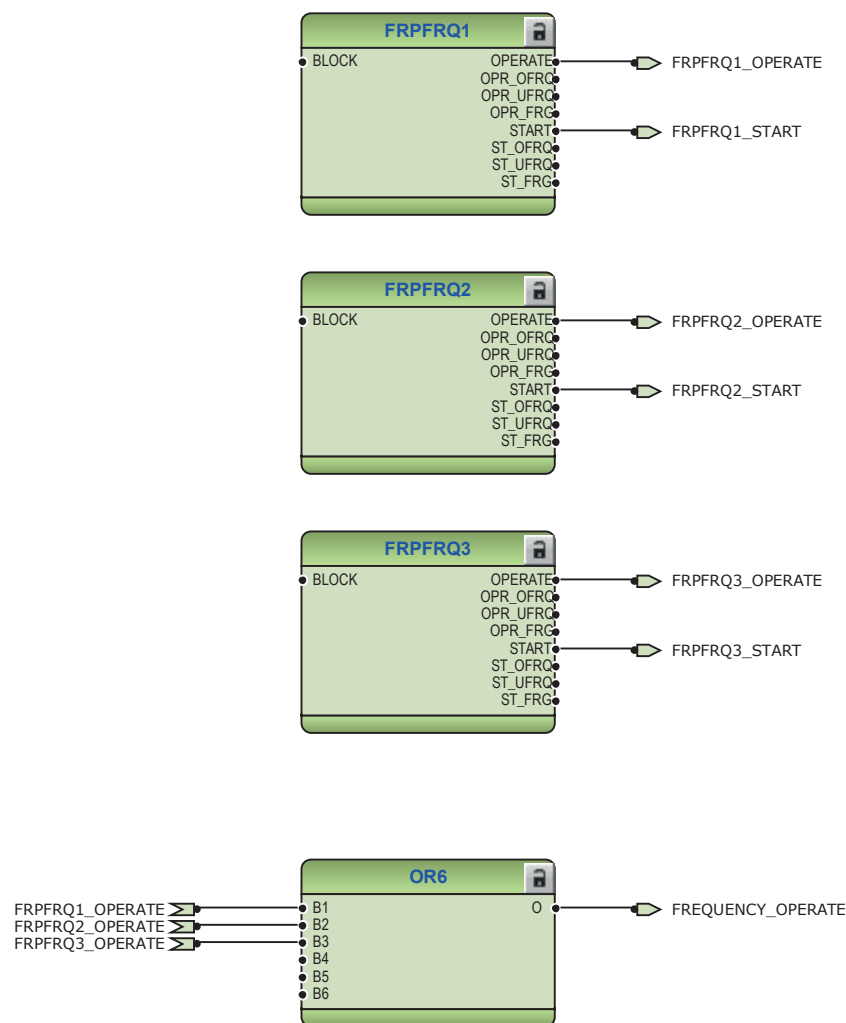 FRPFRQ1
BLOCK OPERATE FRPFRQ1_OPERATE
OPR_OFRQ
OPR_UFRQ
OPR_FRG
START FRPFRQ1_START
ST_OFRQ
ST_UFRQ
ST_FRG
FRPFRQ2
BLOCK OPERATE FRPFRQ2_OPERATE
OPR_OFRQ
OPR_UFRQ
OPR_FRG
START FRPFRQ2_START
ST_OFRQ
ST_UFRQ
ST_FRG
FRPFRQ3
BLOCK OPERATE FRPFRQ3_OPERATE
OPR_OFRQ
OPR_UFRQ
OPR_FRG
START FRPFRQ3_START
ST_OFRQ
ST_UFRQ
ST_FRG
OR6
FRPFRQ1_OPERATE B1 O FREQUENCY_OPERATE
FRPFRQ2_OPERATE B2
FRPFRQ3_OPERATE B3
B4
B5
B6